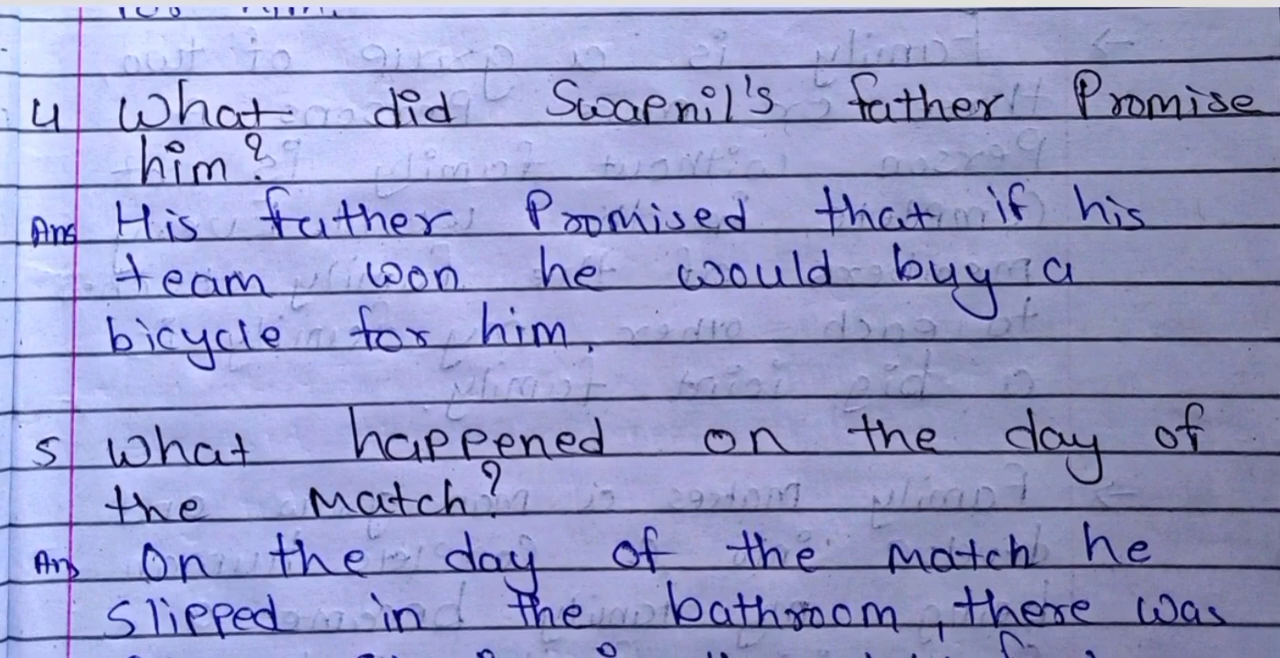 4 What did Swapnil's father Promise
him?
Ans His father Promised that if his
team won he would buy a
bicycle for him.
5 What happened on the day of
the Match?
Ans On the day of the Match he
slipped in the bathroom, there was